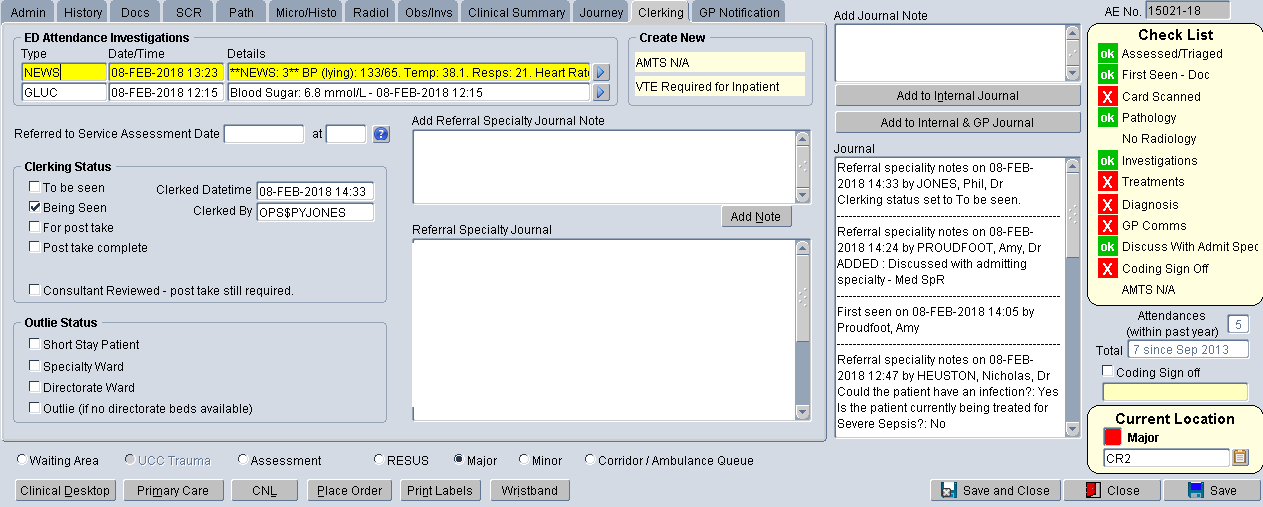 Admin History Docs SCR Path Micro/Histo Radiol Obs/Invs Clinical Summary Journey Clerking GP Notification
ED Attendance Investigations
Type Date/Time Details
NEWS 08-FEB-2018 13:23 **NEWS: 3** BP (lying): 133/65. Temp: 38.1. Resps: 21. Heart Rat
GLUC 08-FEB-2018 12:15 Blood Sugar: 6.8 mmol/L - 08-FEB-2018 12:15
Create New
AMTS N/A
VTE Required for Inpatient
Referred to Service Assessment Date at ?
Clerking Status
To be seen
Being Seen
For post take
Post take complete
Clerked Datetime 08-FEB-2018 14:33
Clerked By OPS$PYJONES
Consultant Reviewed - post take still required.
Outlie Status
Short Stay Patient
Specialty Ward
Directorate Ward
Outlie (if no directorate beds available)
Add Referral Specialty Journal Note
Add Note
Referral Specialty Journal
Add Journal Note
Add to Internal Journal
Add to Internal & GP Journal
Journal
Referral speciality notes on 08-FEB-
2018 14:33 by JONES, Phil, Dr
Clerking status set to To be seen.
Referral speciality notes on 08-FEB-
2018 14:24 by PROUDFOOT, Amy, Dr
ADDED : Discussed with admitting
specialty - Med SpR
First seen on 08-FEB-2018 14:05 by
Proudfoot, Amy
Referral speciality notes on 08-FEB-
2018 12:47 by HEUSTON, Nicholas, Dr
Could the patient have an infection?: Yes
Is the patient currently being treated for
Severe Sepsis?: No
AE No. 15021-18
Check List
ok Assessed/Triaged
ok First Seen - Doc
X Card Scanned
ok Pathology
No Radiology
ok Investigations
X Treatments
X Diagnosis
X GP Comms
ok Discuss With Admit Spec
X Coding Sign Off
AMTS N/A
Attendances
(within past year) 5
Total 7 since Sep 2013
Coding Sign off
Current Location
Major
CR2
Waiting Area UCC Trauma Assessment RESUS Major Minor Corridor / Ambulance Queue
Clinical Desktop Primary Care CNL Place Order Print Labels Wristband Save and Close Close Save